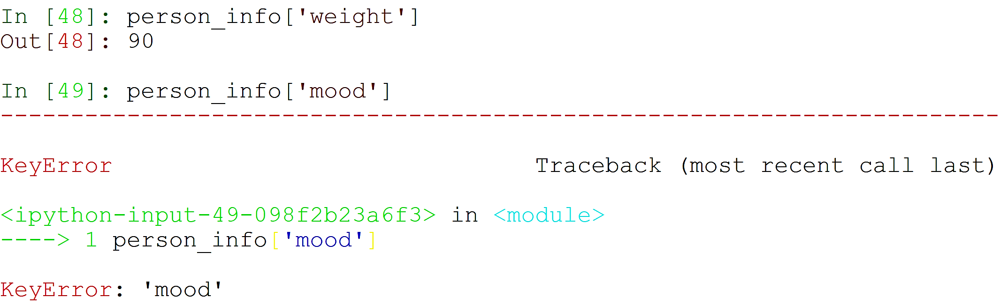 In [48]: person_info['weight']
Out[48]: 90
In [49]: person_info['mood']
-----------------------------------------------------------------------
KeyError                              Traceback (most recent call last)
<ipython-input-49-098f2b23a6f3> in <module>
----> 1 person_info['mood']
KeyError: 'mood'